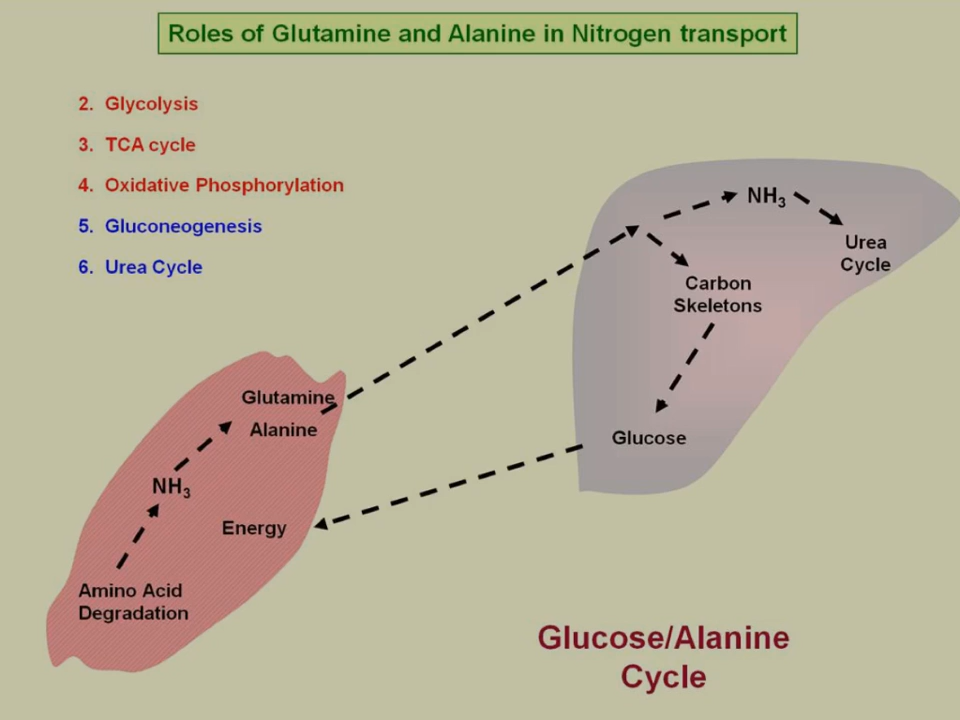 Roles of Glutamine and Alanine in Nitrogen transport
2. Glycolysis
3. TCA cycle
4. Oxidative Phosphorylation
5. Gluconeogenesis
6. Urea Cycle
NH₃
Urea
Cycle
Carbon
Skeletons
Glucose
Glutamine
Alanine
NH₃
Energy
Amino Acid
Degradation
Glucose/Alanine
Cycle